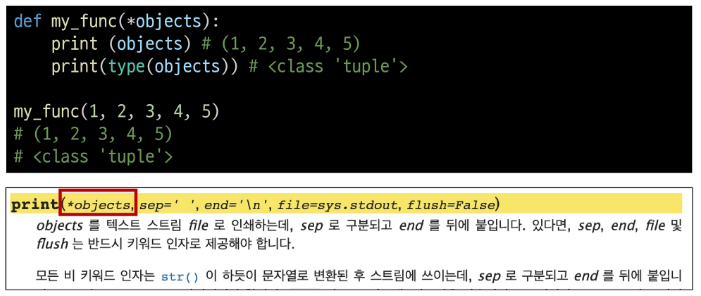 def my_func(*objects):
    print (objects) # (1, 2, 3, 4, 5)
    print(type(objects)) # <class 'tuple'>
my_func(1, 2, 3, 4, 5)
# (1, 2, 3, 4, 5)
# <class 'tuple'>
print(*objects, sep=' ', end='\n', file=sys.stdout, flush=False)
objects 를 텍스트 스트림 file 로 인쇄하는데, sep 로 구분되고 end 를 뒤에 붙입니다. 있다면, sep, end, file 및
flush 는 반드시 키워드 인자로 제공해야 합니다.
모든 비 키워드 인자는 str() 이 하듯이 문자열로 변환된 후 스트림에 쓰이는데, sep 로 구분되고 end 를 뒤에 붙입니